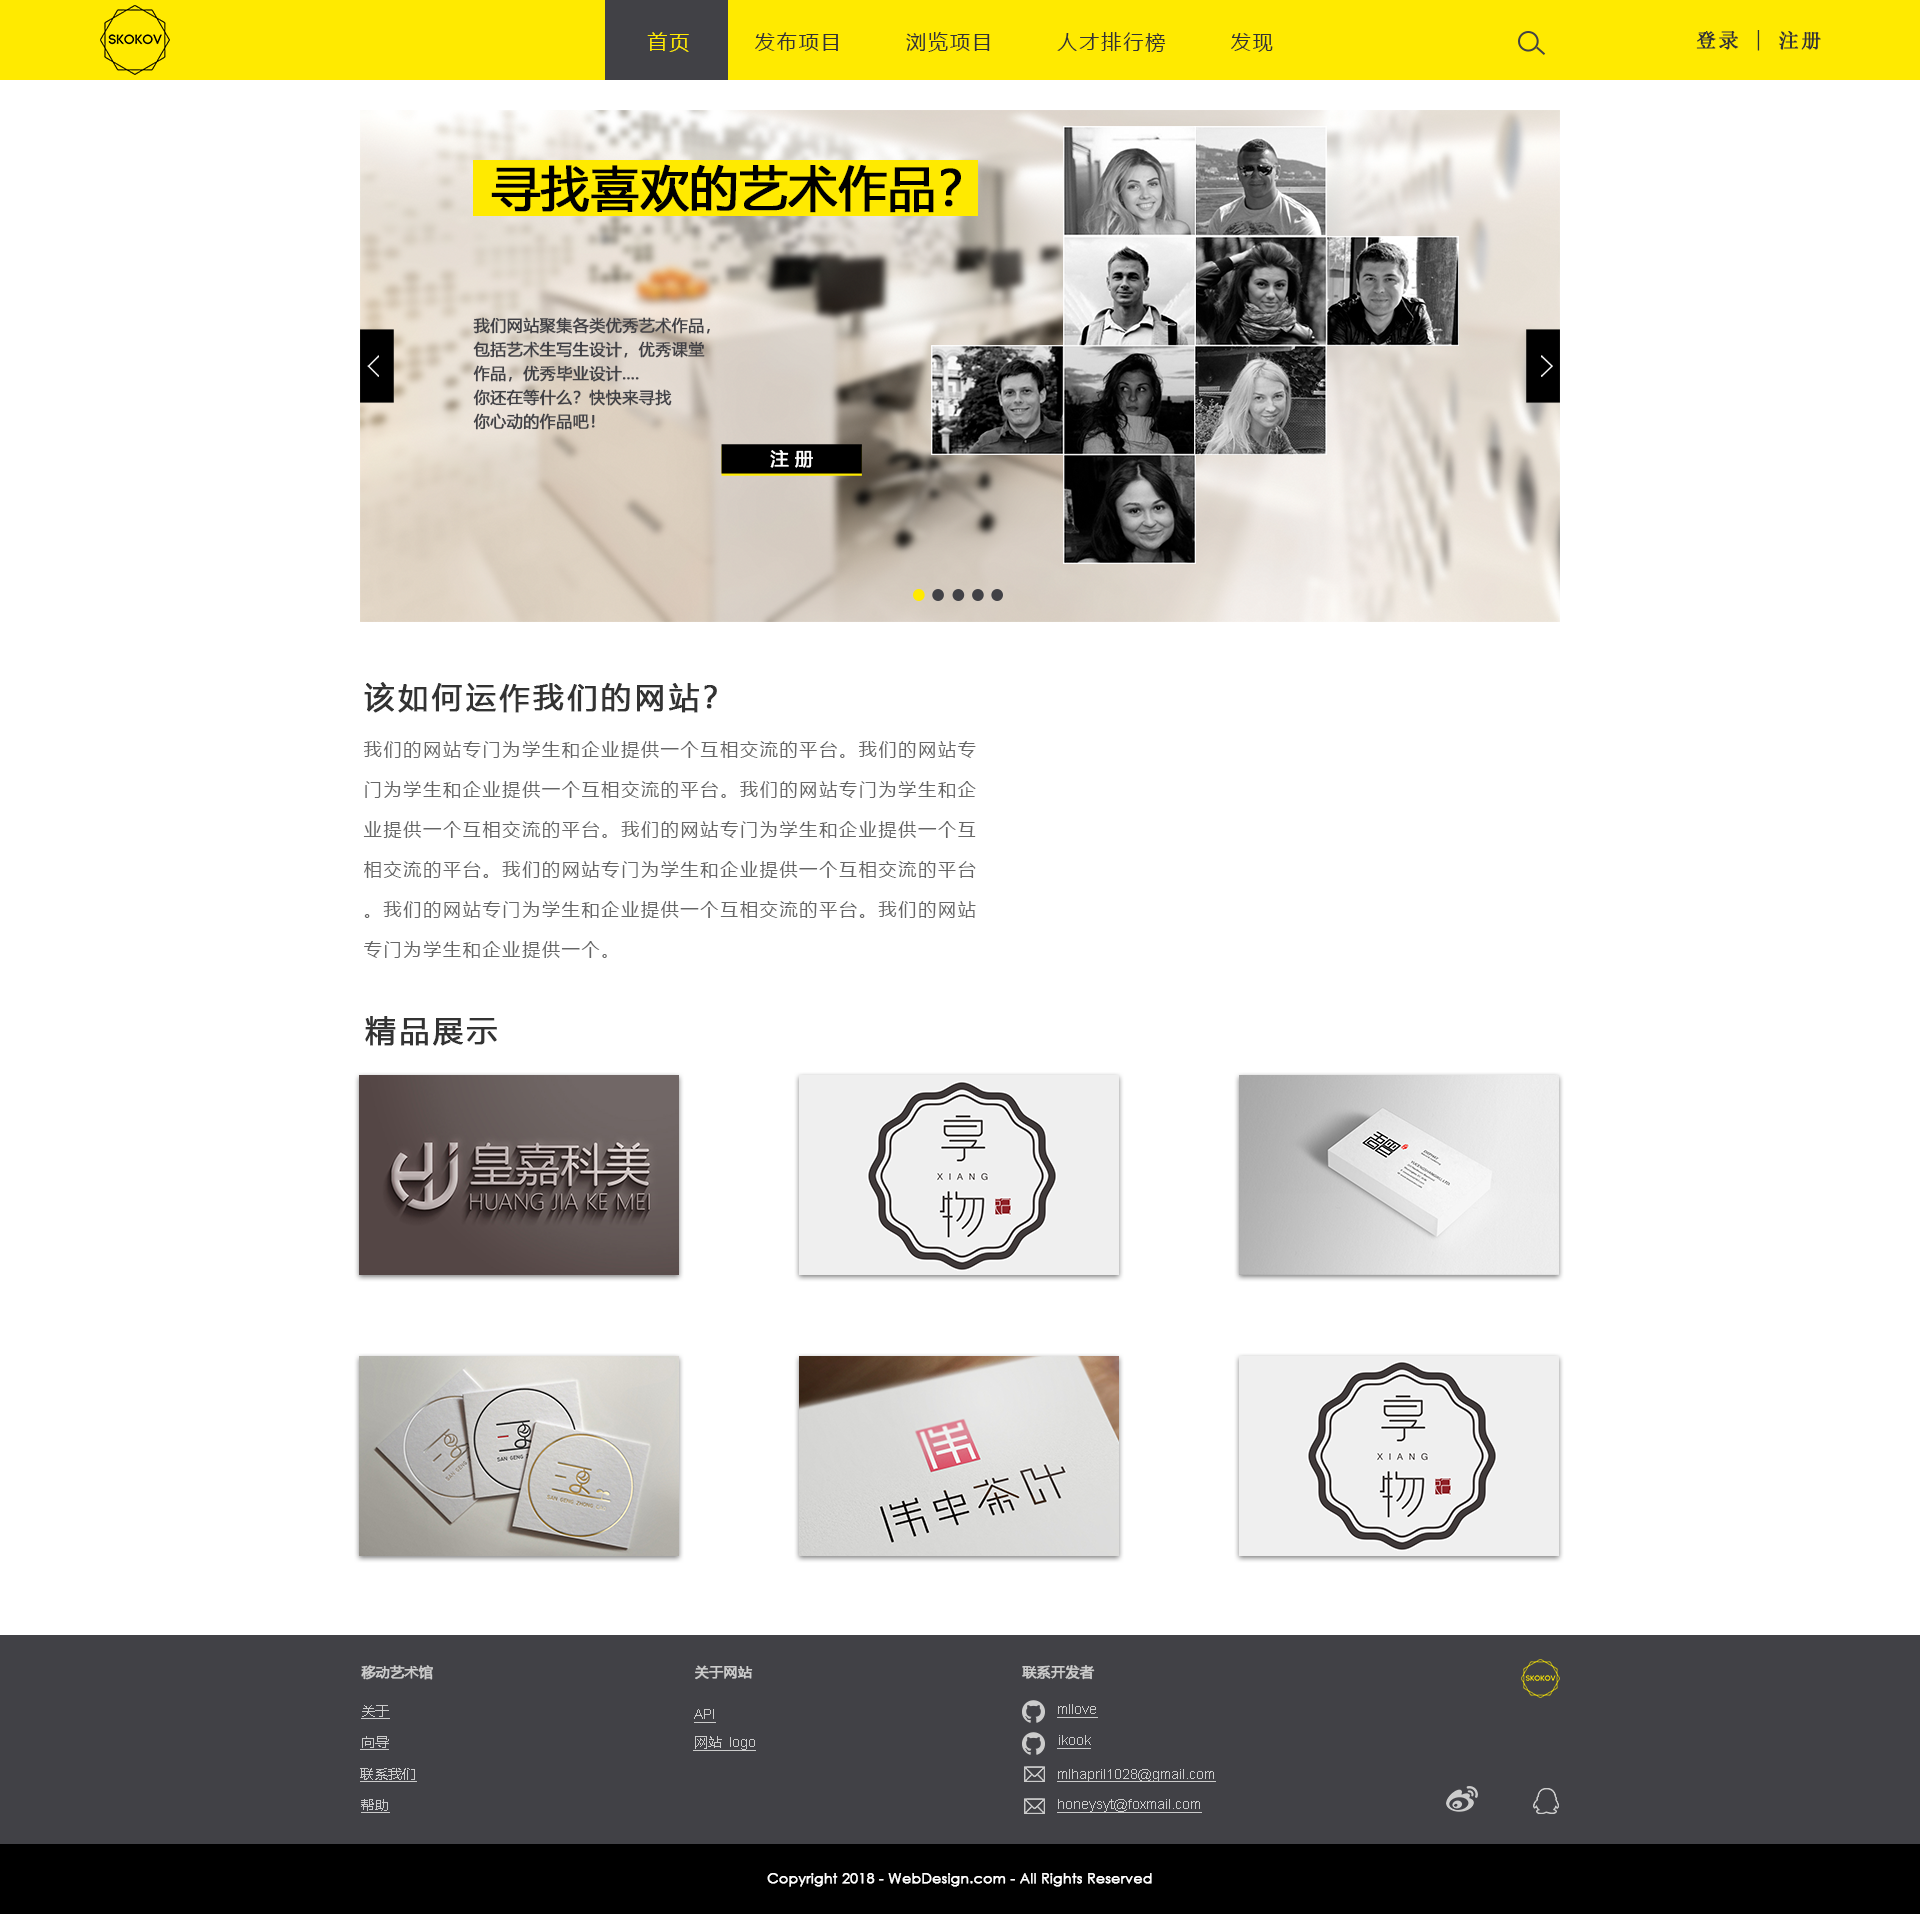 SKOKOV
首页
发布项目
浏览项目
人才排行榜
发现
登录 | 注册
寻找喜欢的艺术作品?
我们网站聚集各类优秀艺术作品，
包括艺术生写生设计，优秀课堂
作品，优秀毕业设计....
你还在等什么？快快来寻找
你心动的作品吧！
注 册
该如何运作我们的网站？
我们的网站专门为学生和企业提供一个互相交流的平台。我们的网站专
门为学生和企业提供一个互相交流的平台。我们的网站专门为学生和企
业提供一个互相交流的平台。我们的网站专门为学生和企业提供一个互
相交流的平台。我们的网站专门为学生和企业提供一个互相交流的平台
。我们的网站专门为学生和企业提供一个互相交流的平台。我们的网站
专门为学生和企业提供一个。
精品展示
皇嘉科美
HUANG JIA KE MEI
享
XIANG
物
SAN GENG
SAN GENG
SAN GENG ZHONG
伟
伟中茶叶
享
XIANG
物
移动艺术馆
关于
向导
联系我们
帮助
关于网站
API
网站 logo
联系开发者
mllove
ikook
mlhapril1028@gmail.com
honeysyt@foxmail.com
SKOKOV
Copyright 2018 - WebDesign.com - All Rights Reserved